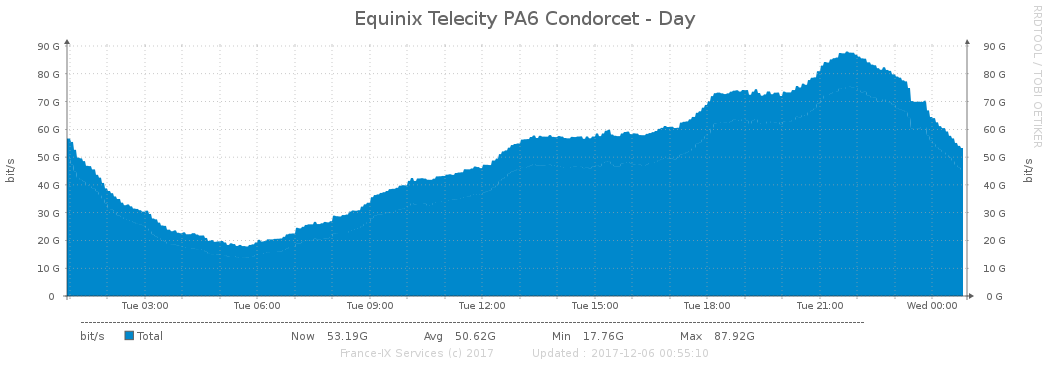 Equinix Telecity PA6 Condorcet - Day
RRDTOOL / TOBI OETIKER
bit/s
90 G 90 G
80 G 80 G
70 G 70 G
60 G 60 G
50 G 50 G
40 G 40 G
30 G 30 G
20 G 20 G
10 G 10 G
0 0 G
bit/s
Tue 03:00 Tue 06:00 Tue 09:00 Tue 12:00 Tue 15:00 Tue 18:00 Tue 21:00 Wed 00:00
bit/s Total Now 53.19G Avg 50.62G Min 17.76G Max 87.92G
France-IX Services (c) 2017 Updated : 2017-12-06 00:55:10